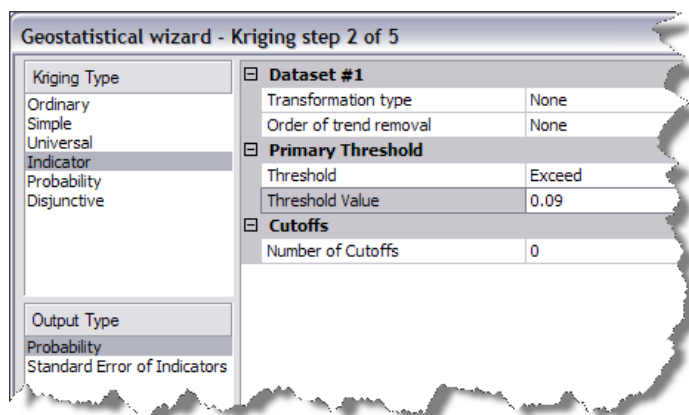 Geostatistical wizard - Kriging step 2 of 5
Kriging Type
Ordinary
Simple
Universal
Indicator
Probability
Disjunctive
Output Type
Probability
Standard Error of Indicators
Dataset #1
Transformation type None
Order of trend removal None
Primary Threshold
Threshold Exceed
Threshold Value 0.09
Cutoffs
Number of Cutoffs 0